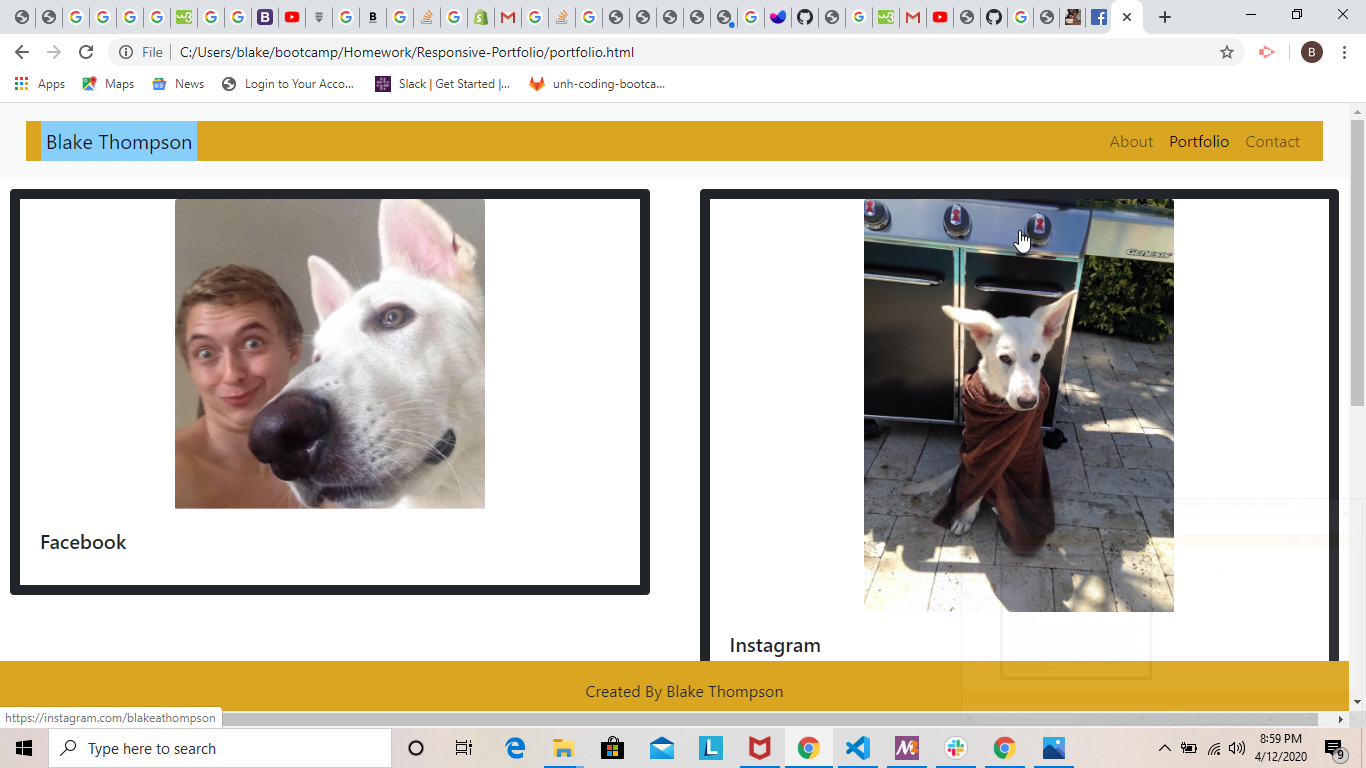 File
C:/Users/blake/bootcamp/Homework/Responsive-Portfolio/portfolio.html
B
Apps
Maps
News
Login to Your Acco...
Slack | Get Started |...
unh-coding-bootca...
Blake Thompson
About
Portfolio
Contact
GENESIS
Facebook
Instagram
Created By Blake Thompson
https://instagram.com/blakeathompson
Type here to search
8:59 PM
4/12/2020
9